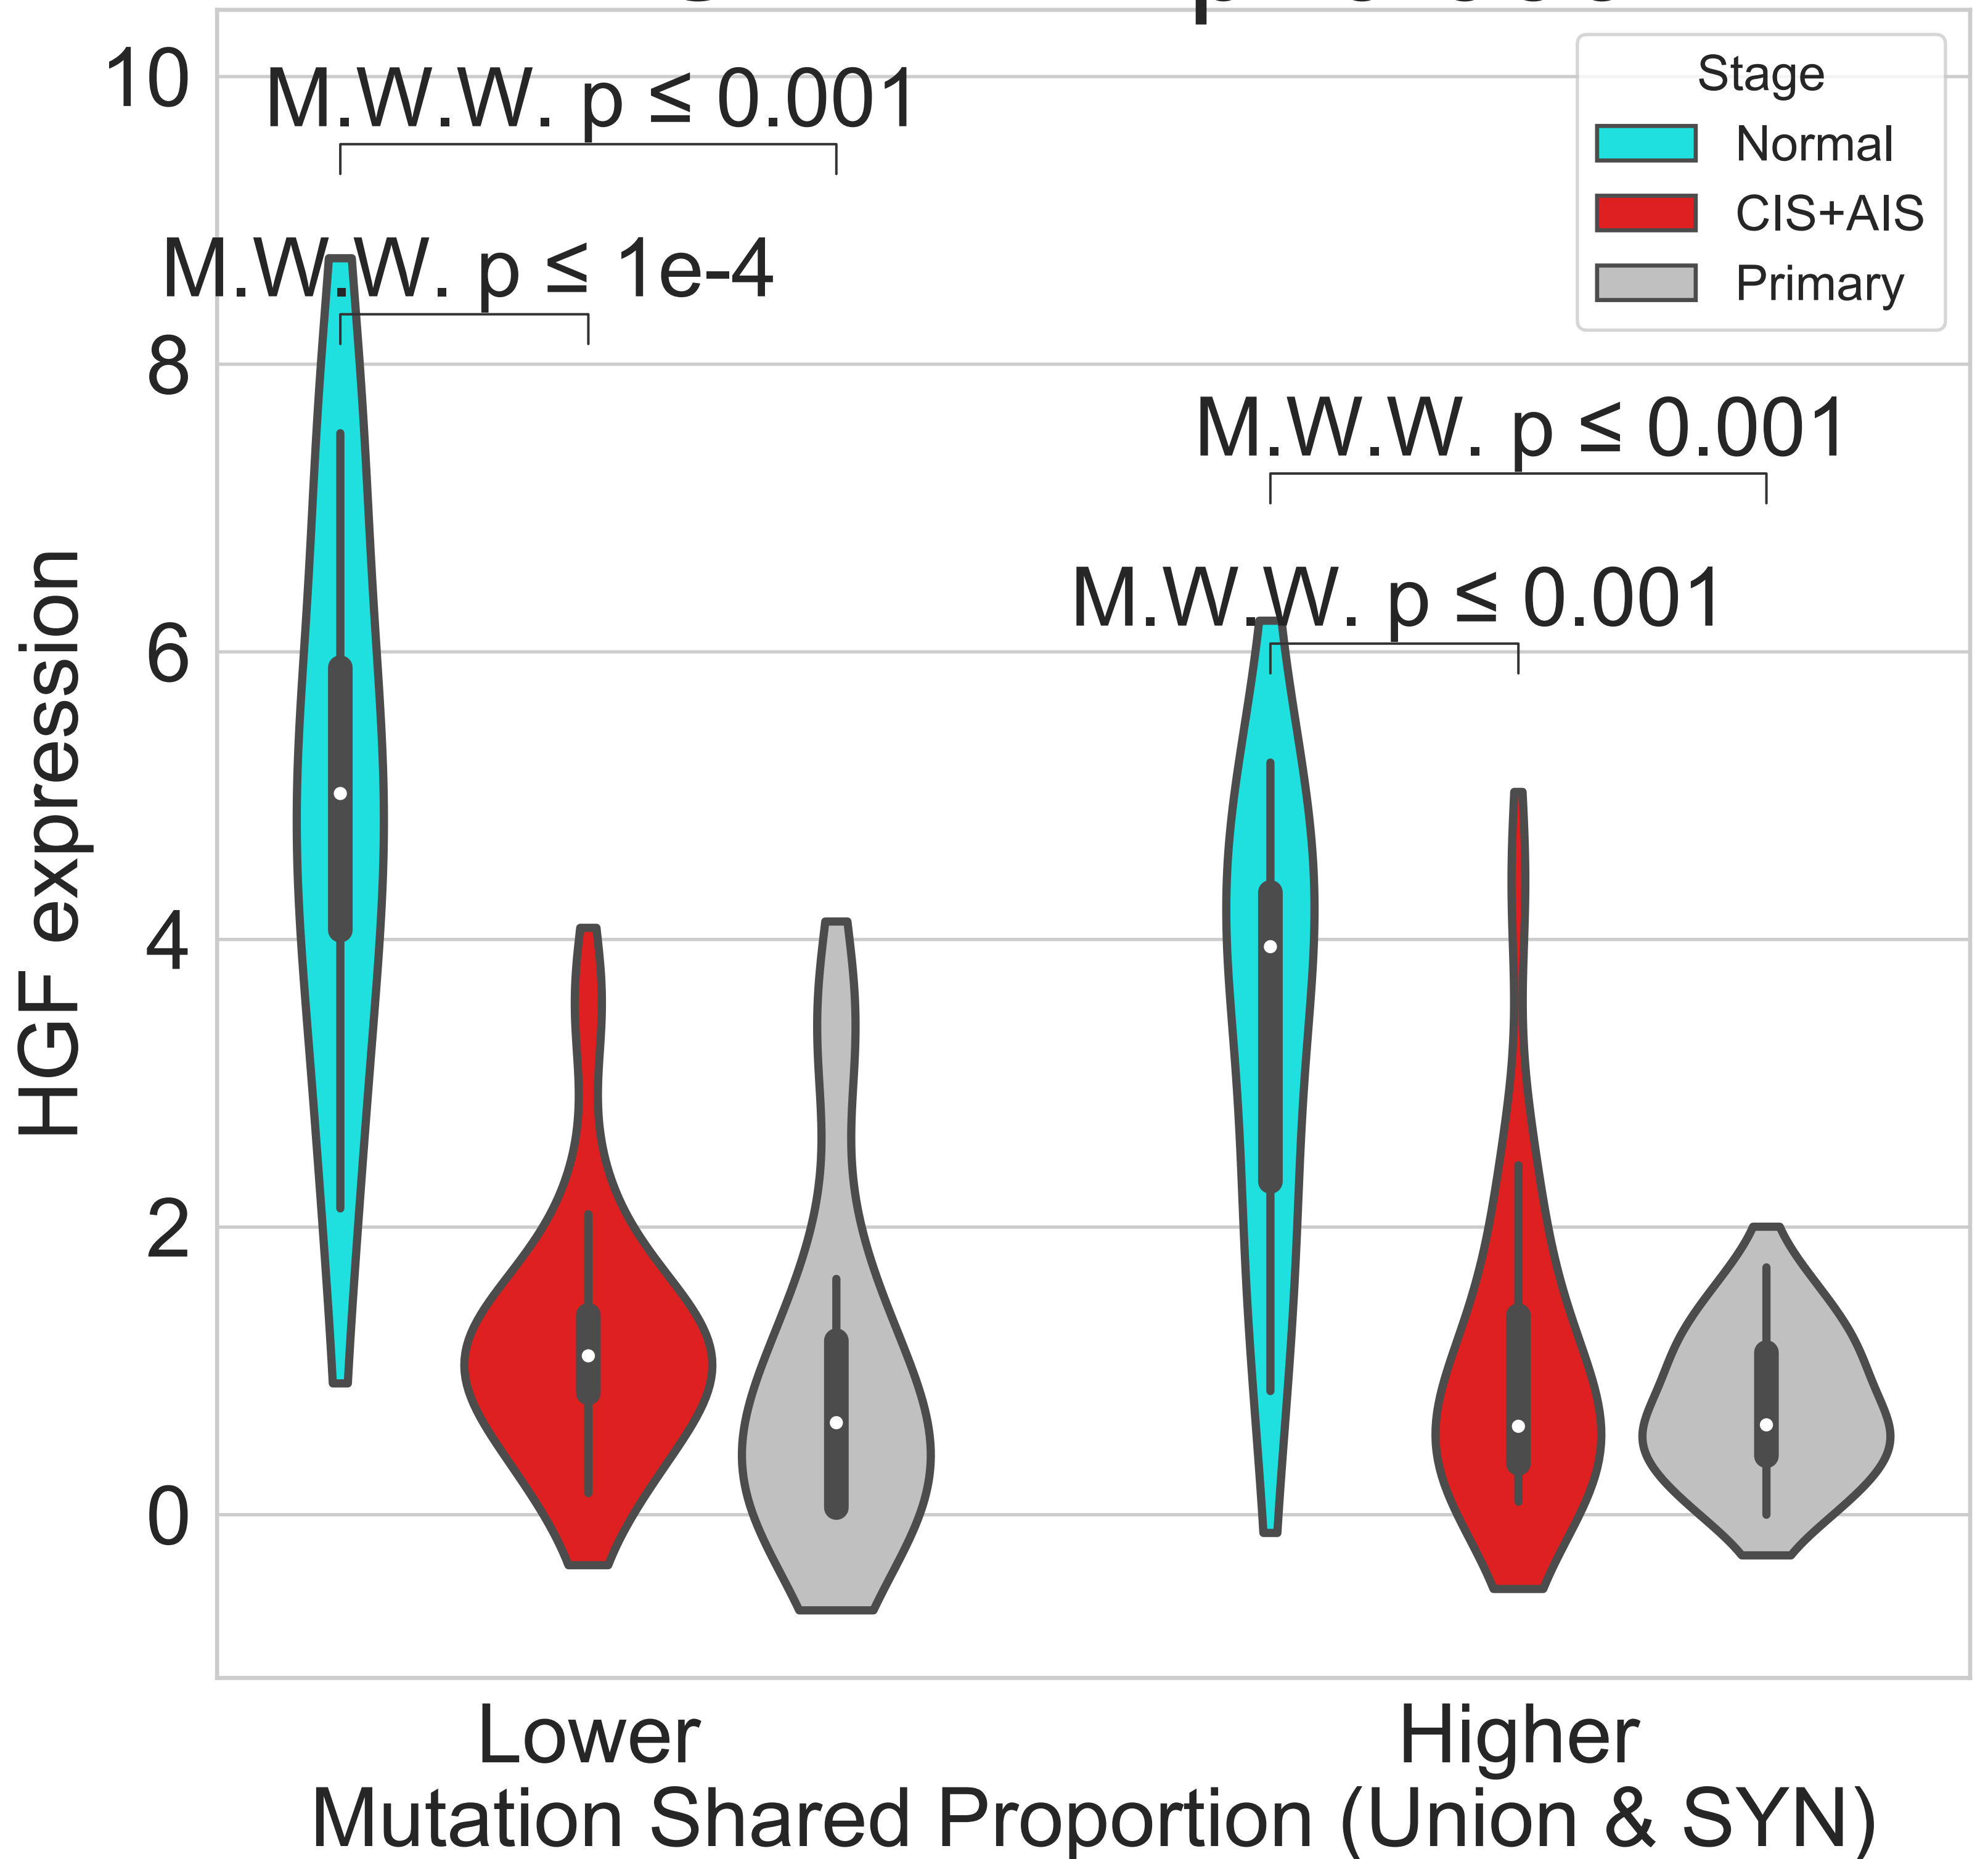 10
8
6
4
2
0
HGF expression
M.W.W. p ≤ 0.001
M.W.W. p ≤ 1e-4
M.W.W. p ≤ 0.001
M.W.W. p ≤ 0.001
Stage
Normal
CIS+AIS
Primary
Lower
Higher
Mutation Shared Proportion (Union & SYN)